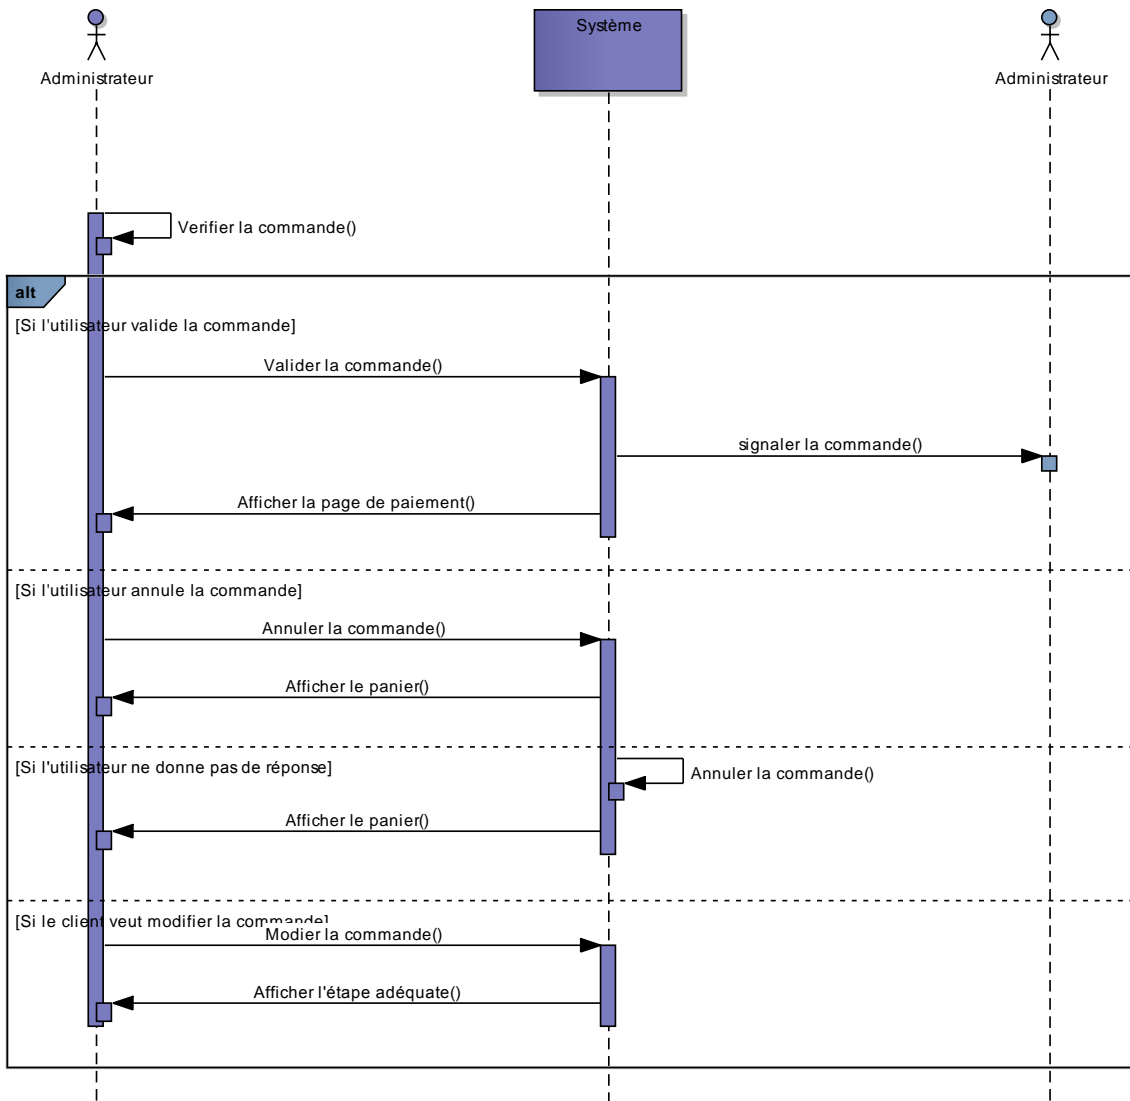 Système
Administrateur
Administrateur
Verifier la commande()
alt
[Si l'utilisateur valide la commande]
Valider la commande()
signaler la commande()
Afficher la page de paiement()
[Si l'utilisateur annule la commande]
Annuler la commande()
Afficher le panier()
[Si l'utilisateur ne donne pas de réponse]
Annuler la commande()
Afficher le panier()
[Si le client veut modifier la commande]
Modier la commande()
Afficher l'étape adéquate()